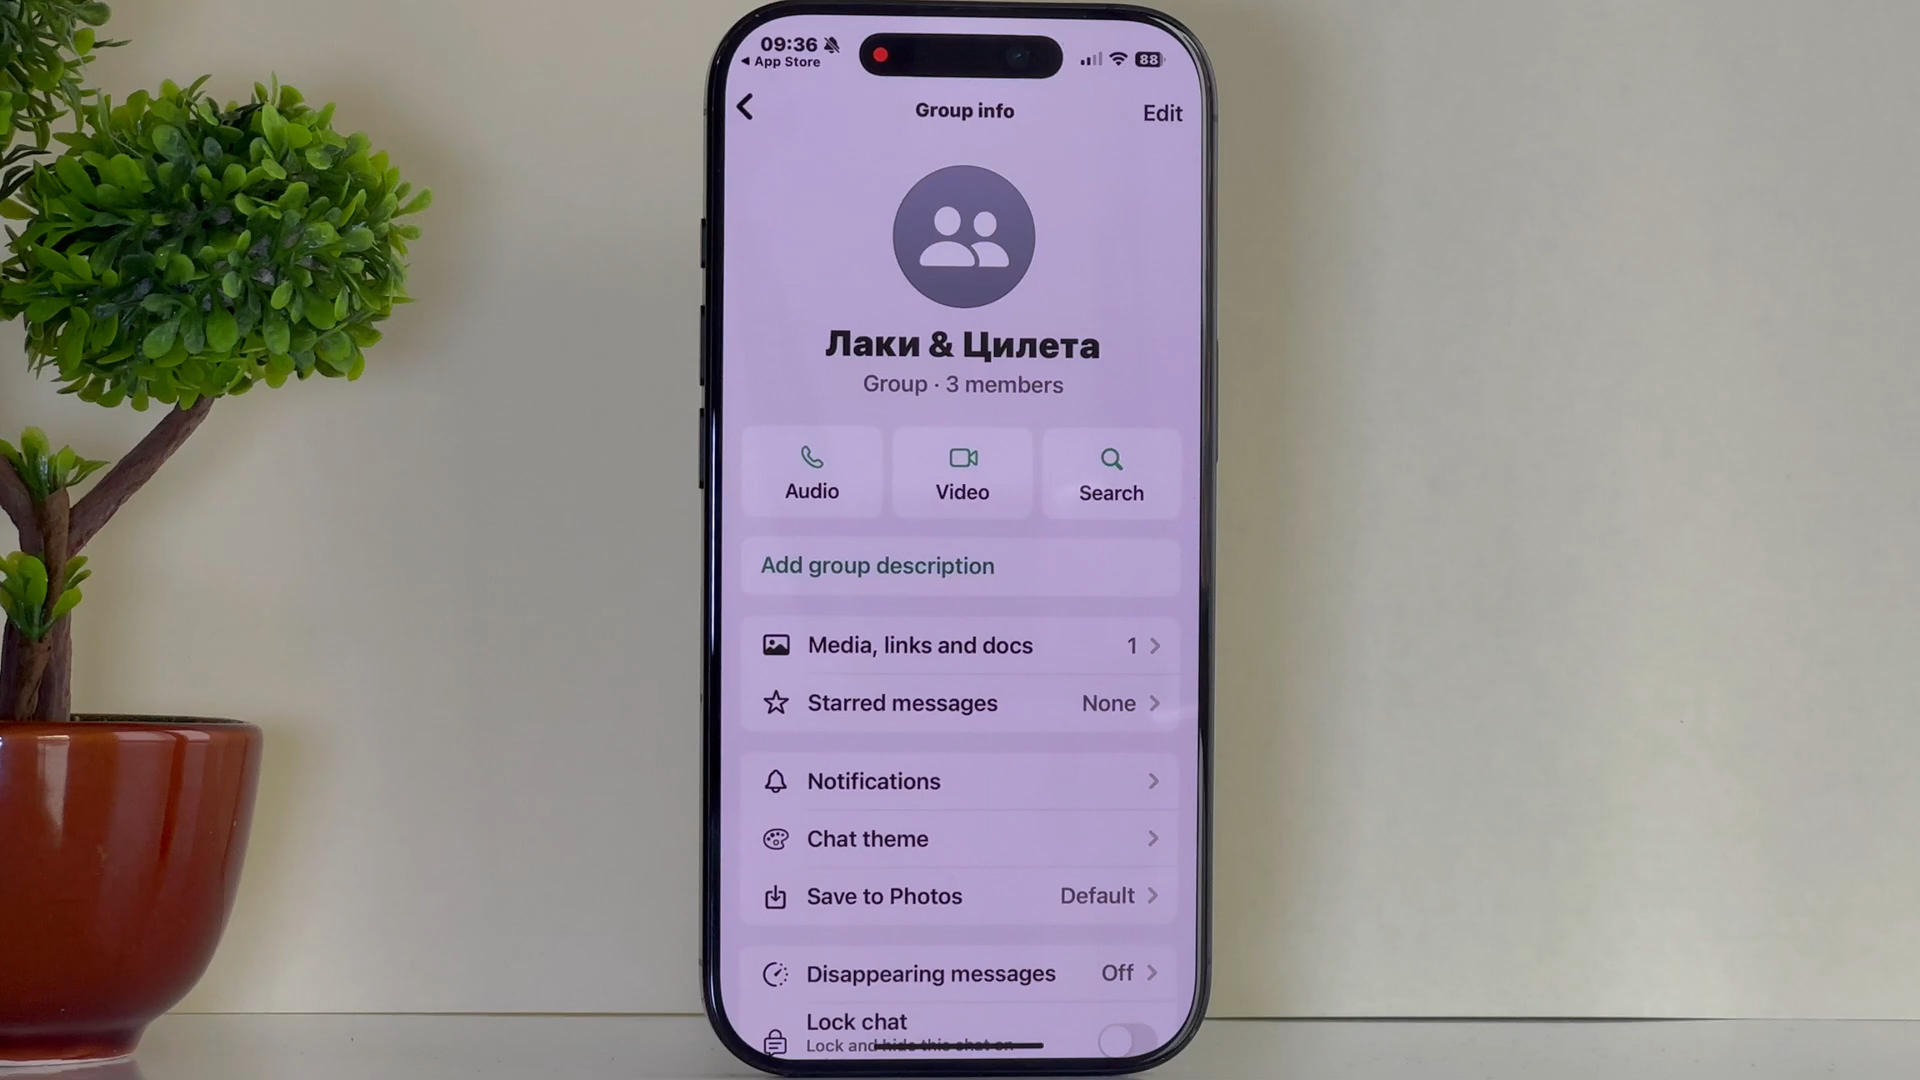 09:36
App Store
88
Group info
Edit
Лаки & Цилета
Group · 3 members
Audio
Video
Search
Add group description
Media, links and docs 1
Starred messages None
Notifications
Chat theme
Save to Photos Default
Disappearing messages Off
Lock chat
Lock and hide this chat on